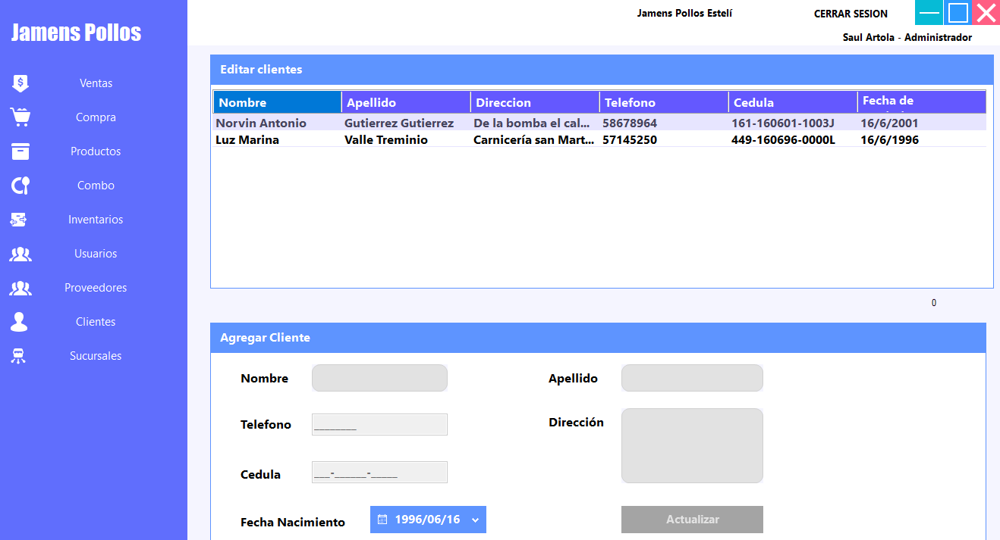 Jamens Pollos Estelí
CERRAR SESION
Saul Artola - Administrador
Jamens Pollos
Ventas
Compra
Productos
Combo
Inventarios
Usuarios
Proveedores
Clientes
Sucursales
Editar clientes
Nombre Apellido Direccion Telefono Cedula Fecha de
Norvin Antonio Gutierrez Gutierrez De la bomba el cal... 58678964 161-160601-1003J 16/6/2001
Luz Marina Valle Treminio Carnicería san Mart... 57145250 449-160696-0000L 16/6/1996
0
Agregar Cliente
Nombre
Apellido
Telefono ________
Dirección
Cedula ___-______-_____
Fecha Nacimiento 1996/06/16
Actualizar